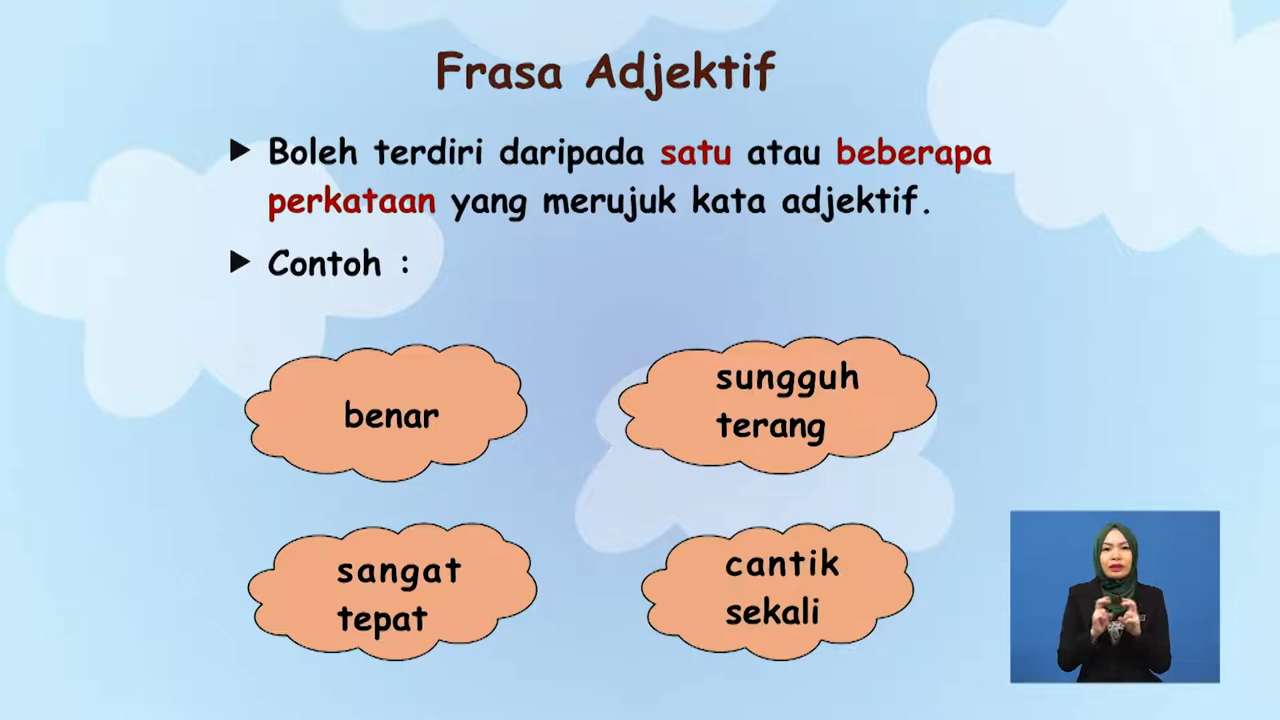 Frasa Adjektif
Boleh terdiri daripada satu atau beberapa
perkataan yang merujuk kata adjektif.
Contoh :
benar
sungguh
terang
sangat
tepat
cantik
sekali